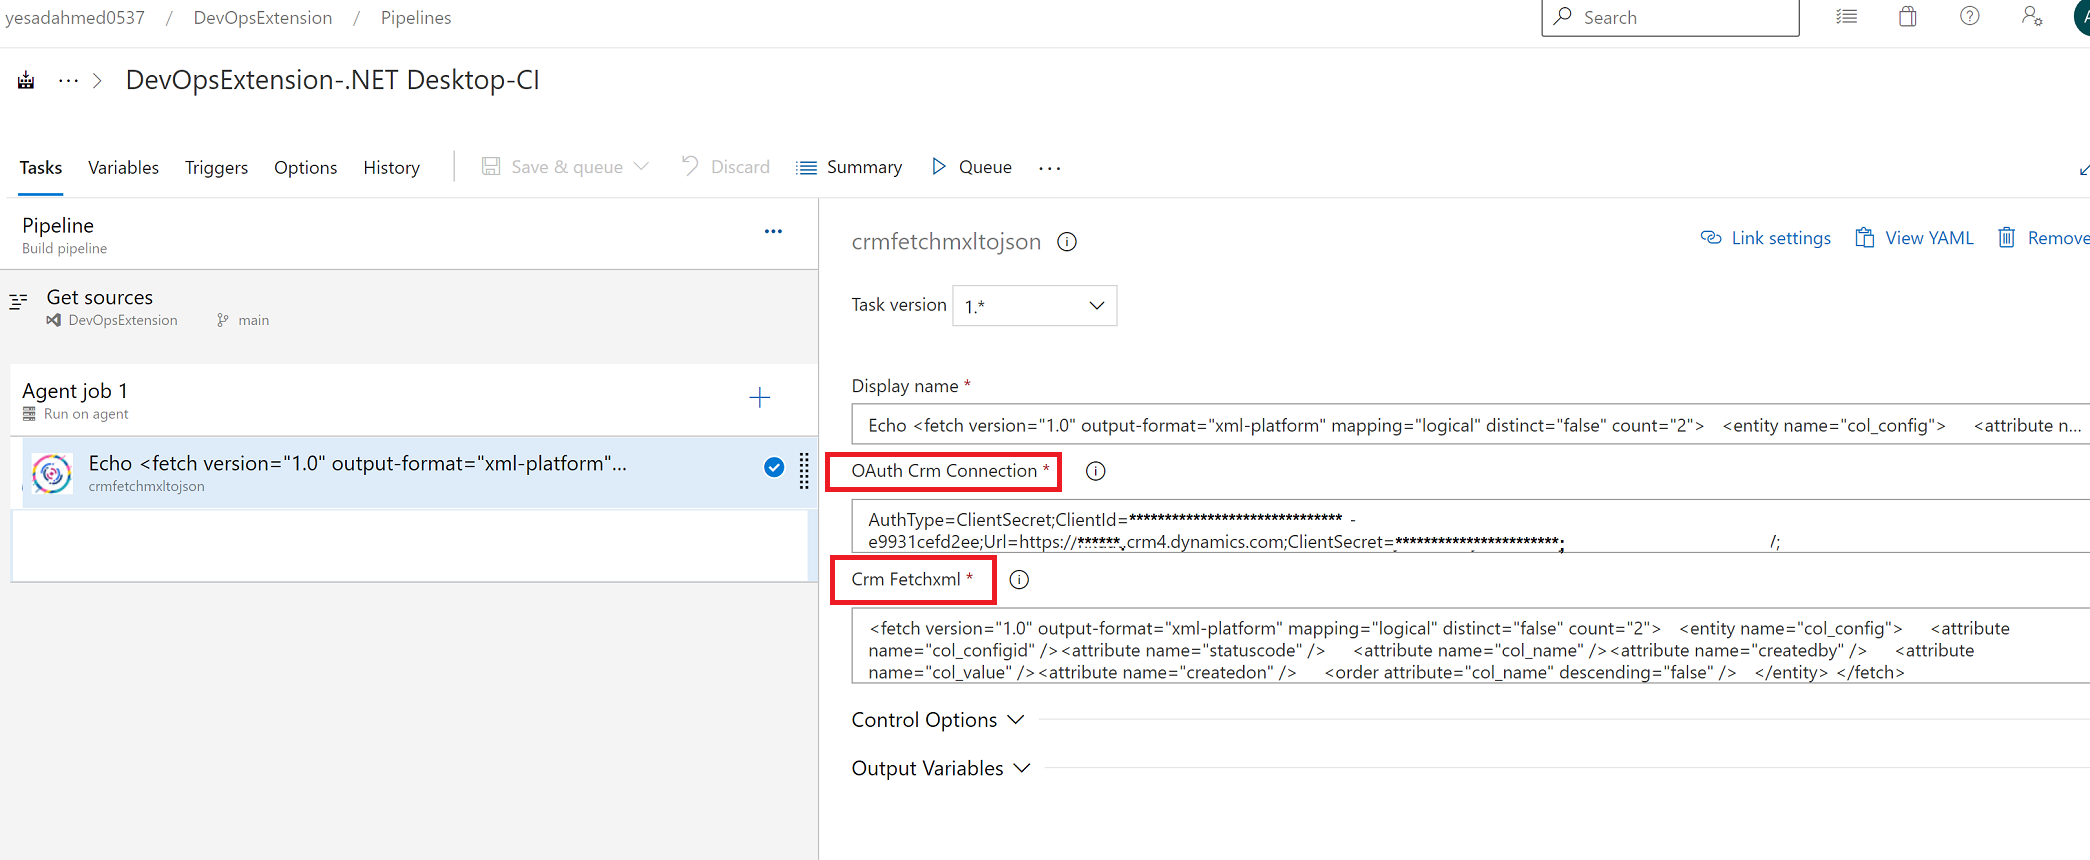 yesadahmed0537 / DevOpsExtension / Pipelines
Search
DevOpsExtension-.NET Desktop-CI
Tasks Variables Triggers Options History Save & queue Discard Summary Queue ...
Pipeline
Build pipeline
Get sources
DevOpsExtension main
Agent job 1
Run on agent
Echo <fetch version="1.0" output-format="xml-platform"...
crmfetchmxltojson
crmfetchmxltojson
Link settings View YAML Remove
Task version 1.*
Display name *
Echo <fetch version="1.0" output-format="xml-platform" mapping="logical" distinct="false" count="2"> <entity name="col_config"> <attribute n...
OAuth Crm Connection *
AuthType=ClientSecret;ClientId=****************************** -
e9931cefd2ee;Url=https://******.crm4.dynamics.com;ClientSecret=***********************; /;
Crm Fetchxml *
<fetch version="1.0" output-format="xml-platform" mapping="logical" distinct="false" count="2"> <entity name="col_config"> <attribute
name="col_configid" /><attribute name="statuscode" /> <attribute name="col_name" /><attribute name="createdby" /> <attribute
name="col_value" /><attribute name="createdon" /> <order attribute="col_name" descending="false" /> </entity> </fetch>
Control Options
Output Variables